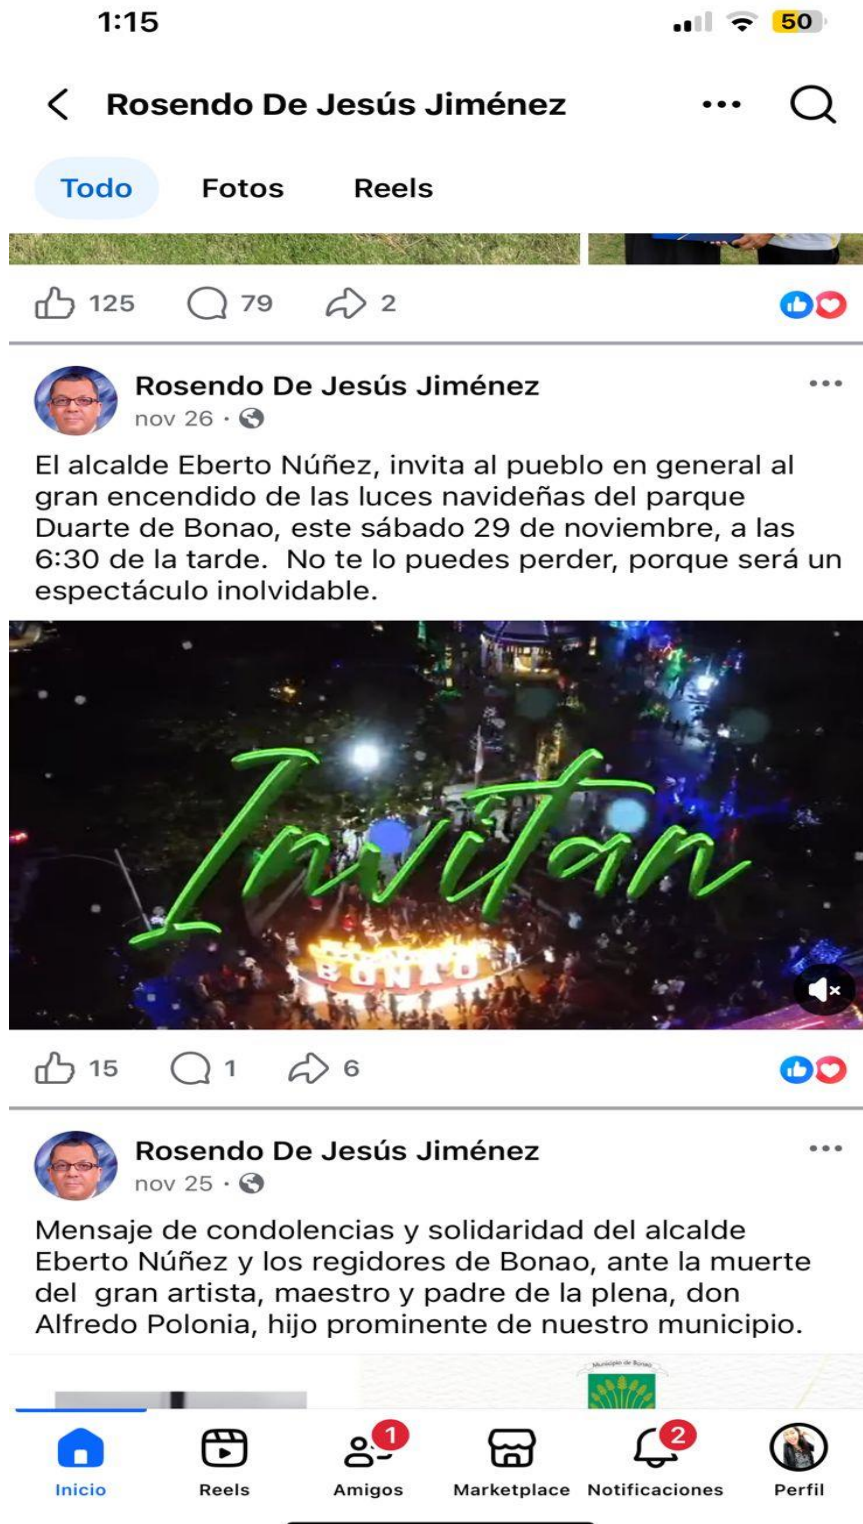 1:15
50
Rosendo De Jesús Jiménez
Todo Fotos Reels
125 79 2
Rosendo De Jesús Jiménez
nov 26 ·
El alcalde Eberto Núñez, invita al pueblo en general al
gran encendido de las luces navideñas del parque
Duarte de Bonao, este sábado 29 de noviembre, a las
6:30 de la tarde.  No te lo puedes perder, porque será un
espectáculo inolvidable.
Invitan
BONAO
15 1 6
Rosendo De Jesús Jiménez
nov 25 ·
Mensaje de condolencias y solidaridad del alcalde
Eberto Núñez y los regidores de Bonao, ante la muerte
del  gran artista, maestro y padre de la plena, don
Alfredo Polonia, hijo prominente de nuestro municipio.
Municipio de Bonao
1 2
Inicio Reels Amigos Marketplace Notificaciones Perfil